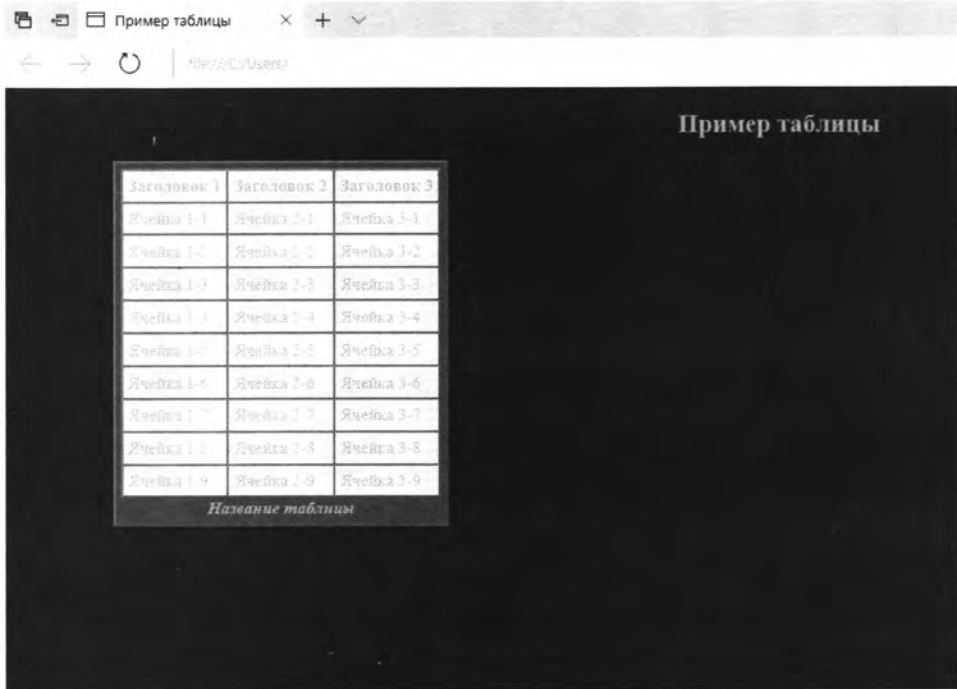 Пример таблицы
file:///C:/Users/
Пример таблицы
Заголовок 1 Заголовок 2 Заголовок 3
Ячейка 1-1 Ячейка 2-1 Ячейка 3-1
Ячейка 1-2 Ячейка 2-2 Ячейка 3-2
Ячейка 1-3 Ячейка 2-3 Ячейка 3-3
Ячейка 1-4 Ячейка 2-4 Ячейка 3-4
Ячейка 1-5 Ячейка 2-5 Ячейка 3-5
Ячейка 1-6 Ячейка 2-6 Ячейка 3-6
Ячейка 1-7 Ячейка 2-7 Ячейка 3-7
Ячейка 1-8 Ячейка 2-8 Ячейка 3-8
Ячейка 1-9 Ячейка 2-9 Ячейка 3-9
Название таблицы